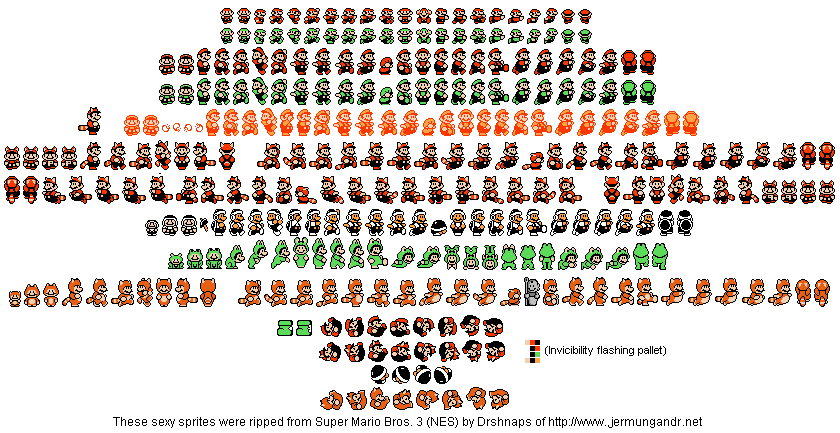 (Invicibility flashing pallet)
These sexy sprites were ripped from Super Mario Bros. 3 (NES) by Drshnaps of http://www.jermungandr.net